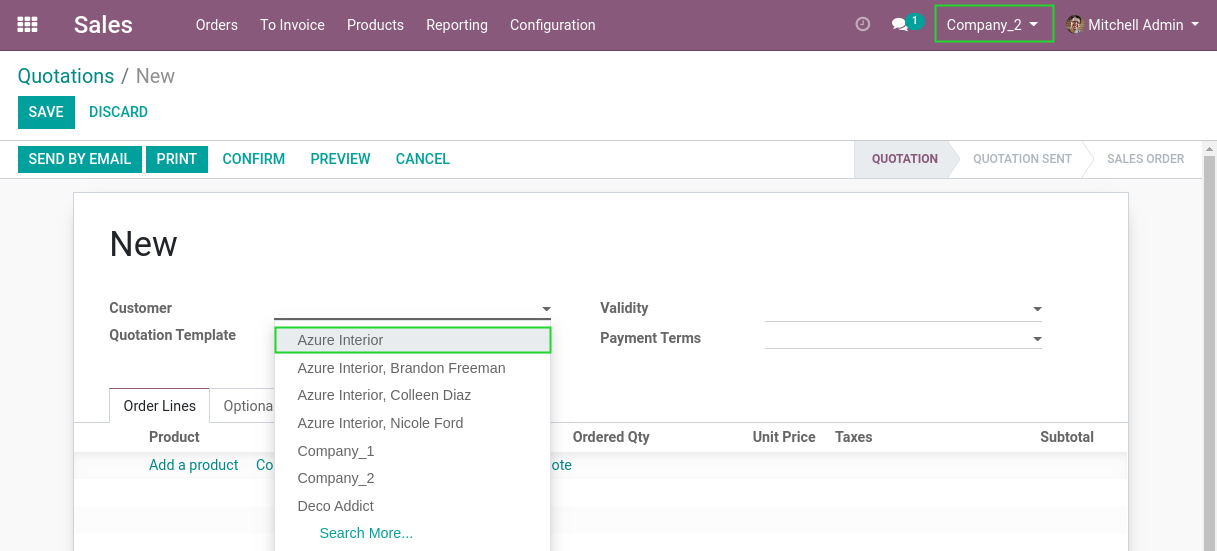 Sales Orders To Invoice Products Reporting Configuration 1 Company_2 Mitchell Admin
Quotations / New
SAVE DISCARD
SEND BY EMAIL PRINT CONFIRM PREVIEW CANCEL QUOTATION QUOTATION SENT SALES ORDER
New
Customer Validity
Quotation Template Payment Terms
Azure Interior
Azure Interior, Brandon Freeman
Azure Interior, Colleen Diaz
Azure Interior, Nicole Ford
Company_1
Company_2
Deco Addict
Search More...
Order Lines Optiona
Product Ordered Qty Unit Price Taxes Subtotal
Add a product Co ote